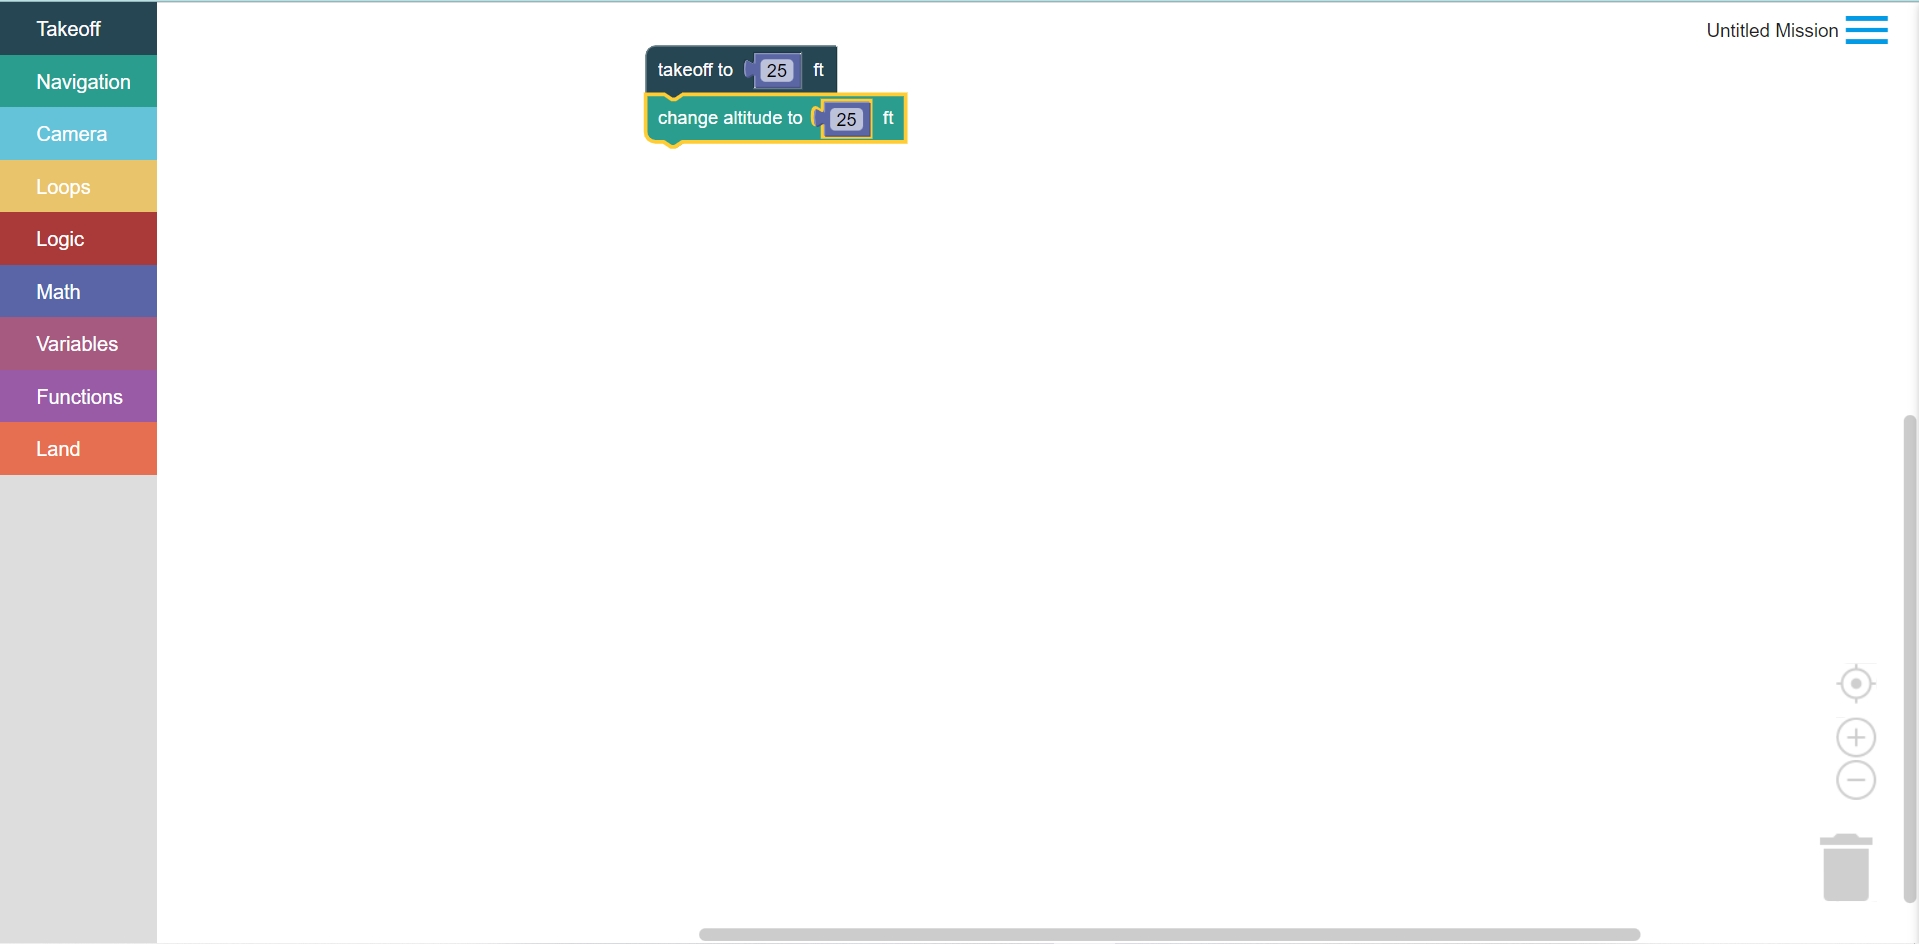 Takeoff
Navigation
Camera
Loops
Logic
Math
Variables
Functions
Land
takeoff to 25 ft
change altitude to 25 ft
Untitled Mission